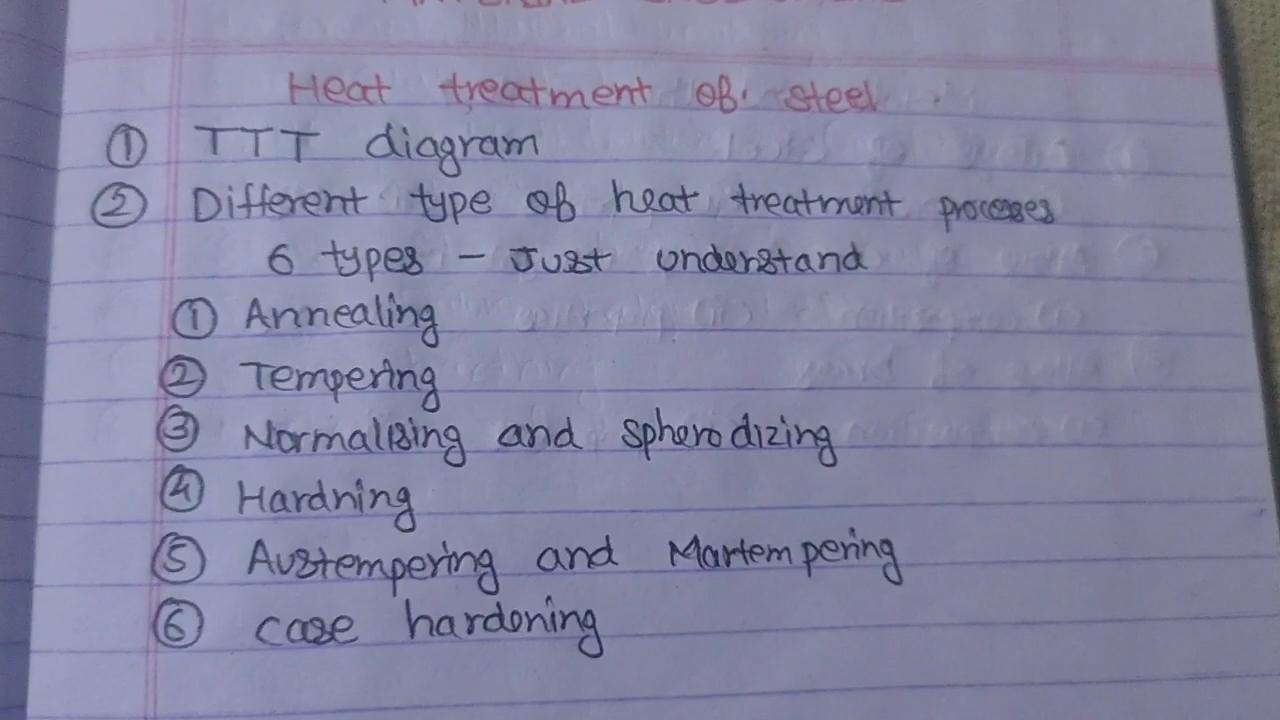 Heat treatment of steel
① TTT diagram
② Different type of heat treatment processes
6 types - Just understand
① Annealing
② Tempering
③ Normalising and spherodizing
④ Hardning
⑤ Austempering and Martempering
⑥ case hardening